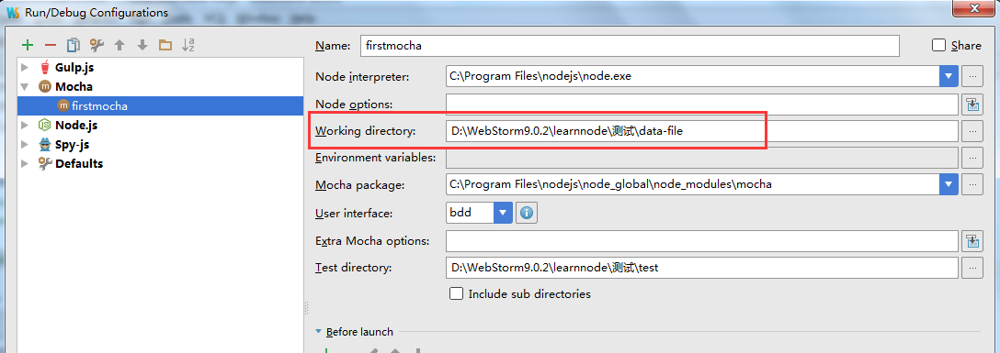 Run/Debug Configurations
Name: firstmocha Share
Gulp.js
Mocha
firstmocha
Node.js
Spy-js
Defaults
Node interpreter: C:\Program Files\nodejs\node.exe
Node options:
Working directory: D:\WebStorm9.0.2\learnnode\测试\data-file
Environment variables:
Mocha package: C:\Program Files\nodejs\node_global\node_modules\mocha
User interface: bdd
Extra Mocha options:
Test directory: D:\WebStorm9.0.2\learnnode\测试\test
Include sub directories
Before launch